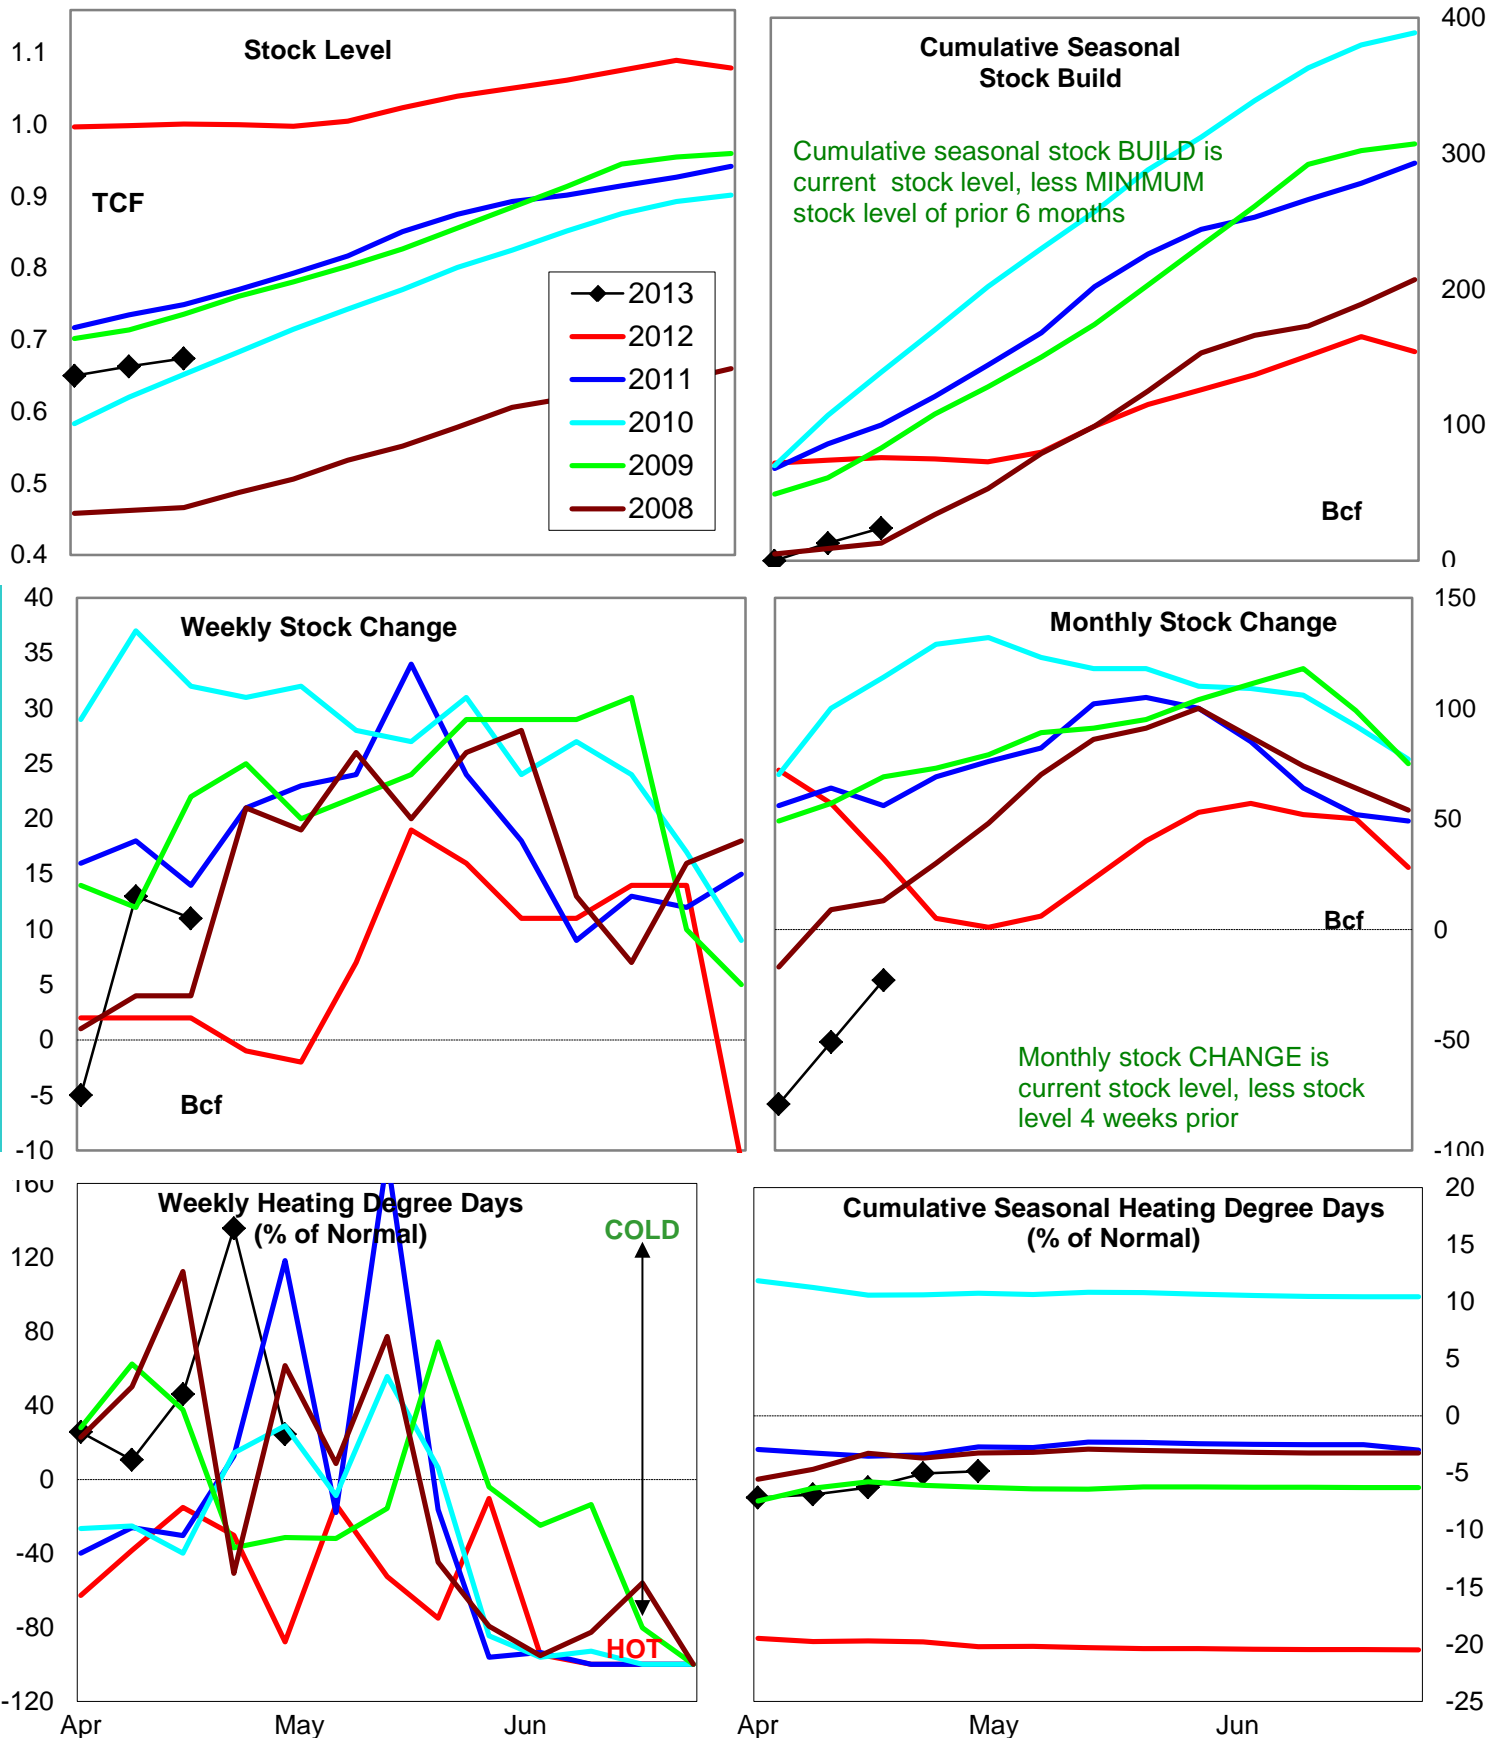 Stock Level
TCF
1.1
1.0
0.9
0.8
0.7
0.6
0.5
0.4
2013
2012
2011
2010
2009
2008
Cumulative Seasonal
Stock Build
Cumulative seasonal stock BUILD is
current stock level, less MINIMUM
stock level of prior 6 months
Bcf
400
300
200
100
0
Weekly Stock Change
Bcf
40
35
30
25
20
15
10
5
0
-5
-10
Monthly Stock Change
Bcf
Monthly stock CHANGE is
current stock level, less stock
level 4 weeks prior
150
100
50
0
-50
-100
Weekly Heating Degree Days
(% of Normal)
COLD
HOT
160
120
80
40
0
-40
-80
-120
Apr
May
Jun
Cumulative Seasonal Heating Degree Days
(% of Normal)
20
15
10
5
0
-5
-10
-15
-20
-25
Apr
May
Jun